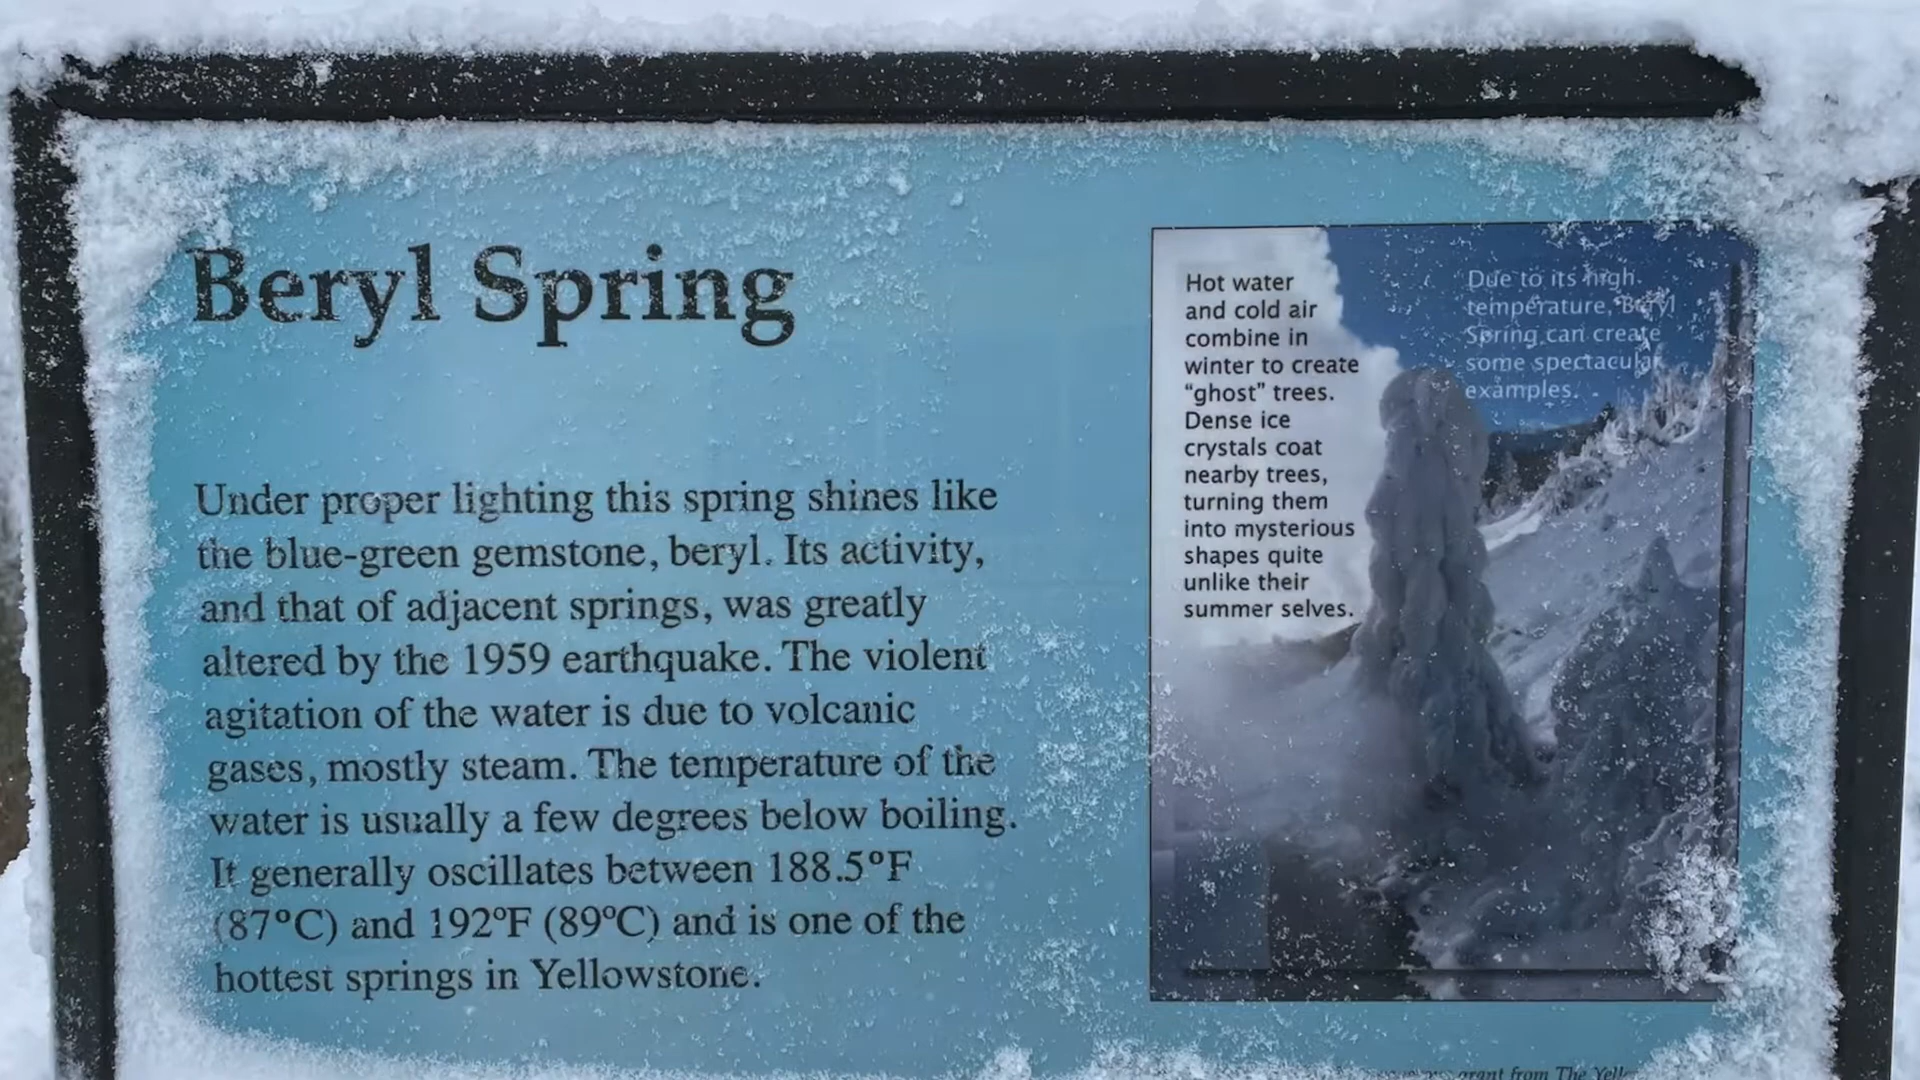 Beryl Spring
Under proper lighting this spring shines like
the blue-green gemstone, beryl. Its activity,
and that of adjacent springs, was greatly
altered by the 1959 earthquake. The violent
agitation of the water is due to volcanic
gases, mostly steam. The temperature of the
water is usually a few degrees below boiling.
It generally oscillates between 188.5°F
(87°C) and 192°F (89°C) and is one of the
hottest springs in Yellowstone.
Hot water
and cold air
combine in
winter to create
“ghost” trees.
Dense ice
crystals coat
nearby trees,
turning them
into mysterious
shapes quite
unlike their
summer selves.
Due to its high
temperature, Beryl
Spring can create
some spectacular
examples.
grant from The